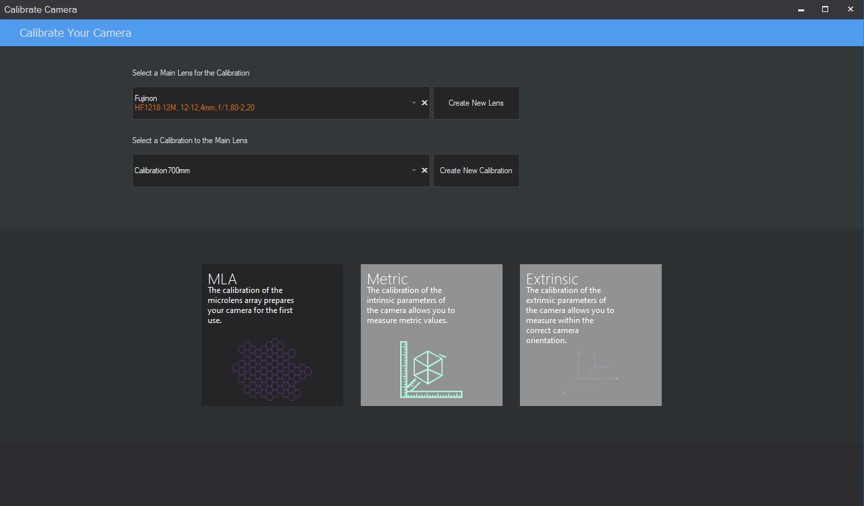 Calibrate Camera
Calibrate Your Camera
Select a Main Lens for the Calibration
Fujinon
HF1218-12M, 12-12,4mm, f/1,80-2,20
Create New Lens
Select a Calibration to the Main Lens
Calibration700mm
Create New Calibration
MLA
The calibration of the
microlens array prepares
your camera for the first
use.
Metric
The calibration of the
intrinsic parameters of
the camera allows you to
measure metric values.
Extrinsic
The calibration of the
extrinsic parameters of
the camera allows you to
measure within the
correct camera
orientation.